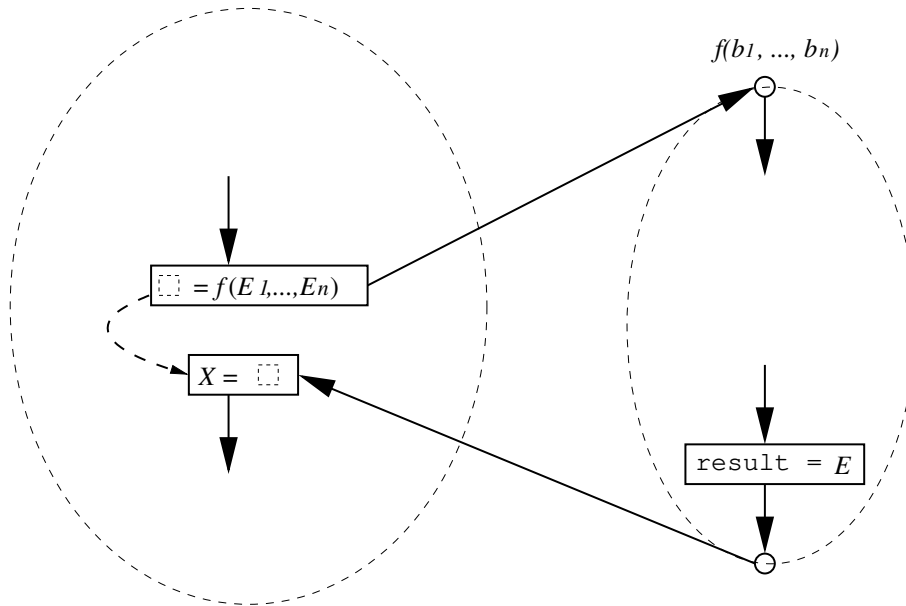 f(b1, ..., bn)
= f(E1,...,En)
X =
result = E